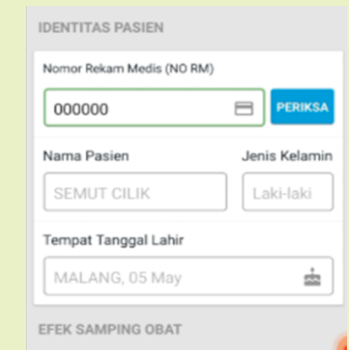 IDENTITAS PASIEN
Nomor Rekam Medis (NO RM)
000000 PERIKSA
Nama Pasien Jenis Kelamin
SEMUT CILIK Laki-laki
Tempat Tanggal Lahir
MALANG, 05 May
EFEK SAMPING OBAT